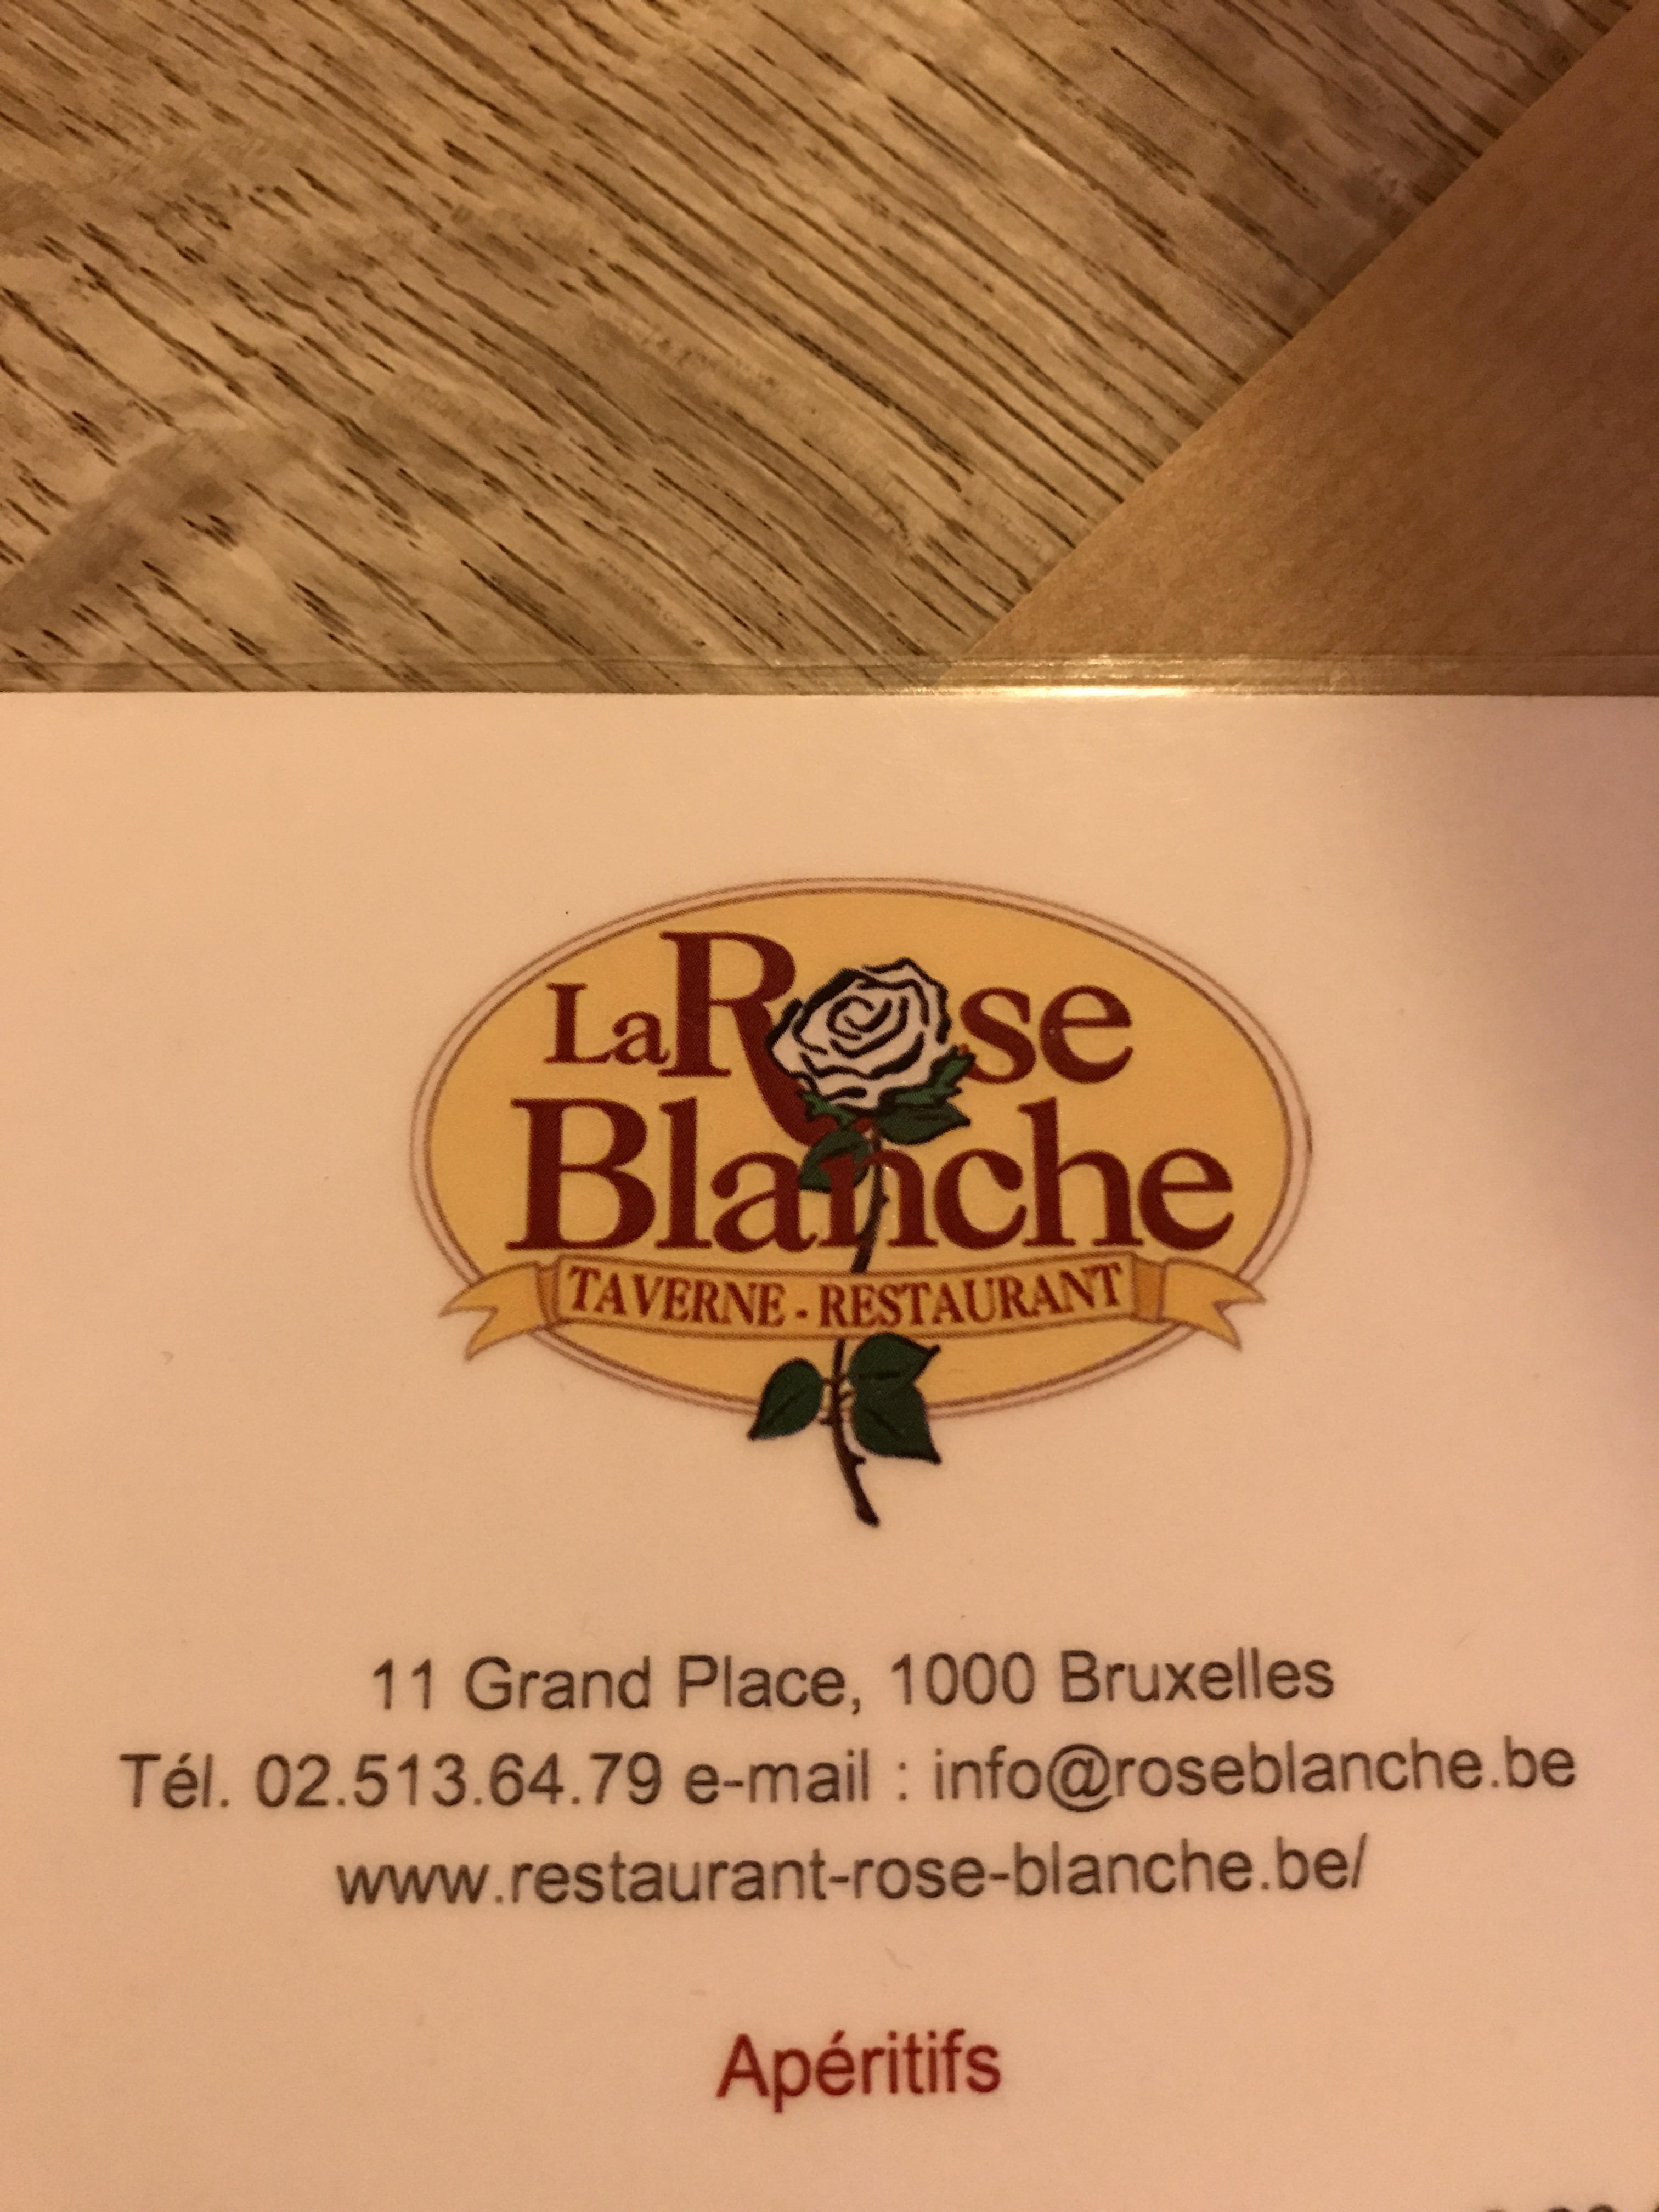 La Rose
Blanche
TAVERNE - RESTAURANT
11 Grand Place, 1000 Bruxelles
Tél. 02.513.64.79 e-mail : info@roseblanche.be
www.restaurant-rose-blanche.be/
Apéritifs